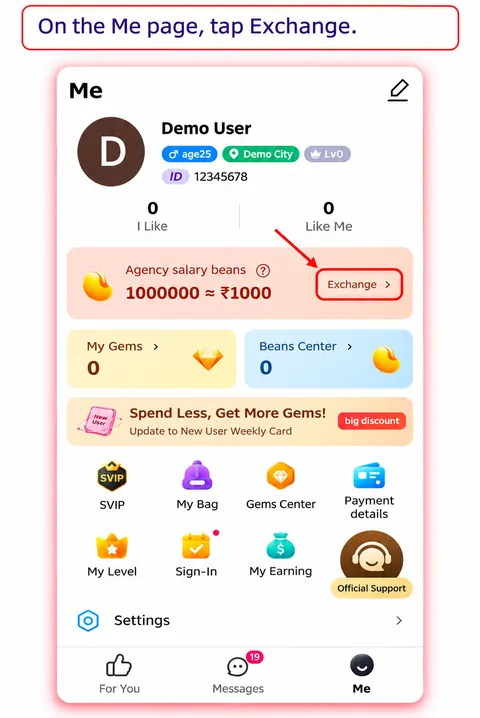 On the Me page, tap Exchange.
Me
D
Demo User
age25 Demo City Lv0
ID 12345678
0 0
I Like Like Me
Agency salary beans ?
1000000 ≈ ₹1000
Exchange >
My Gems >
0
Beans Center >
0
New User
Spend Less, Get More Gems!
Update to New User Weekly Card
big discount
SVIP
SVIP My Bag Gems Center Payment details
$
My Level Sign-In My Earning Official Support
Settings >
19
For You Messages Me